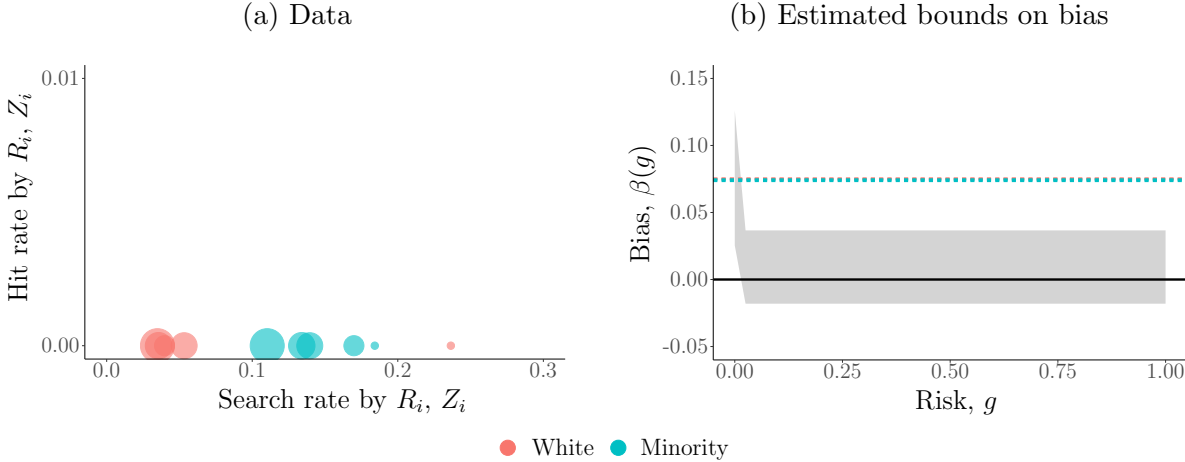 (a) Data
Hit rate by R_i, Z_i
0.01
0.00
0.0
0.1
0.2
0.3
Search rate by R_i, Z_i
(b) Estimated bounds on bias
Bias, β(g)
0.15
0.10
0.05
0.00
-0.05
0.00
0.25
0.50
0.75
1.00
Risk, g
White
Minority